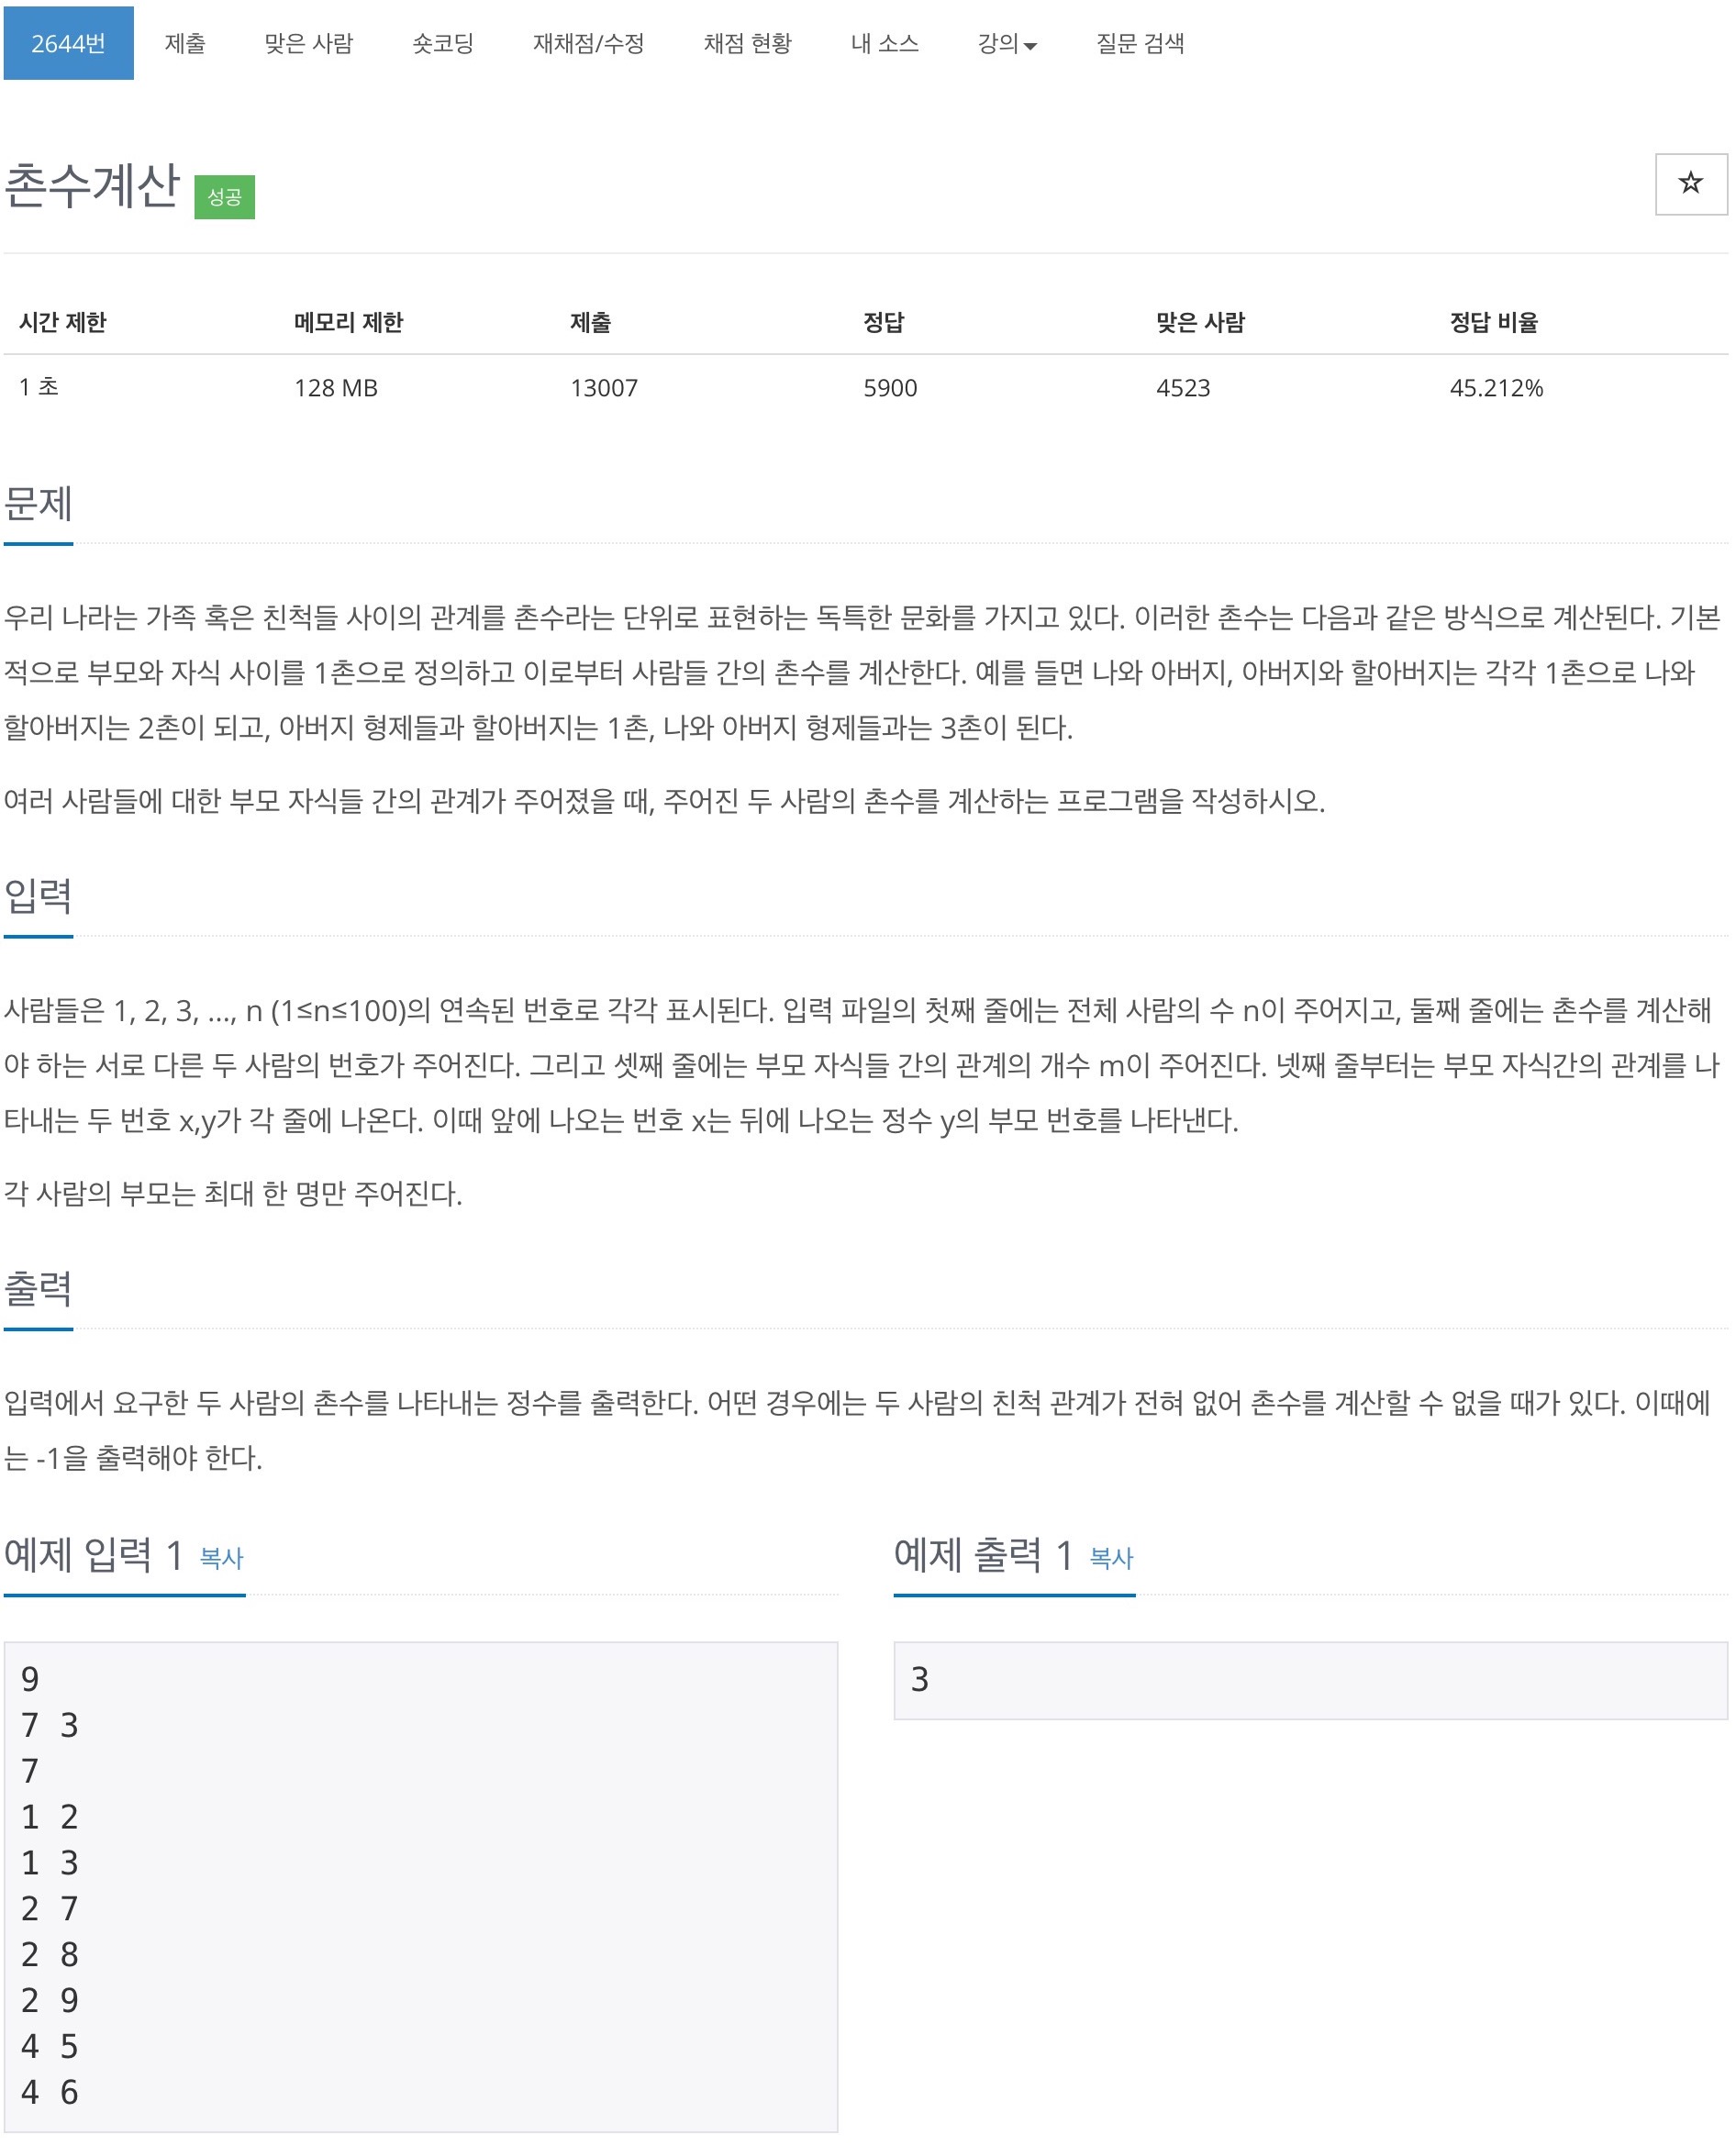 2644번 제출 맞은 사람 숏코딩 재채점/수정 채점 현황 내 소스 강의 질문 검색
촌수계산 성공
시간 제한 메모리 제한 제출 정답 맞은 사람 정답 비율
1 초 128 MB 13007 5900 4523 45.212%
문제
우리 나라는 가족 혹은 친척들 사이의 관계를 촌수라는 단위로 표현하는 독특한 문화를 가지고 있다. 이러한 촌수는 다음과 같은 방식으로 계산된다. 기본
적으로 부모와 자식 사이를 1촌으로 정의하고 이로부터 사람들 간의 촌수를 계산한다. 예를 들면 나와 아버지, 아버지와 할아버지는 각각 1촌으로 나와
할아버지는 2촌이 되고, 아버지 형제들과 할아버지는 1촌, 나와 아버지 형제들과는 3촌이 된다.
여러 사람들에 대한 부모 자식들 간의 관계가 주어졌을 때, 주어진 두 사람의 촌수를 계산하는 프로그램을 작성하시오.
입력
사람들은 1, 2, 3, …, n (1≤n≤100)의 연속된 번호로 각각 표시된다. 입력 파일의 첫째 줄에는 전체 사람의 수 n이 주어지고, 둘째 줄에는 촌수를 계산해
야 하는 서로 다른 두 사람의 번호가 주어진다. 그리고 셋째 줄에는 부모 자식들 간의 관계의 개수 m이 주어진다. 넷째 줄부터는 부모 자식간의 관계를 나
타내는 두 번호 x,y가 각 줄에 나온다. 이때 앞에 나오는 번호 x는 뒤에 나오는 정수 y의 부모 번호를 나타낸다.
각 사람의 부모는 최대 한 명만 주어진다.
출력
입력에서 요구한 두 사람의 촌수를 나타내는 정수를 출력한다. 어떤 경우에는 두 사람의 친척 관계가 전혀 없어 촌수를 계산할 수 없을 때가 있다. 이때에
는 -1을 출력해야 한다.
예제 입력 1 복사
9
7 3
7
1 2
1 3
2 7
2 8
2 9
4 5
4 6
예제 출력 1 복사
3